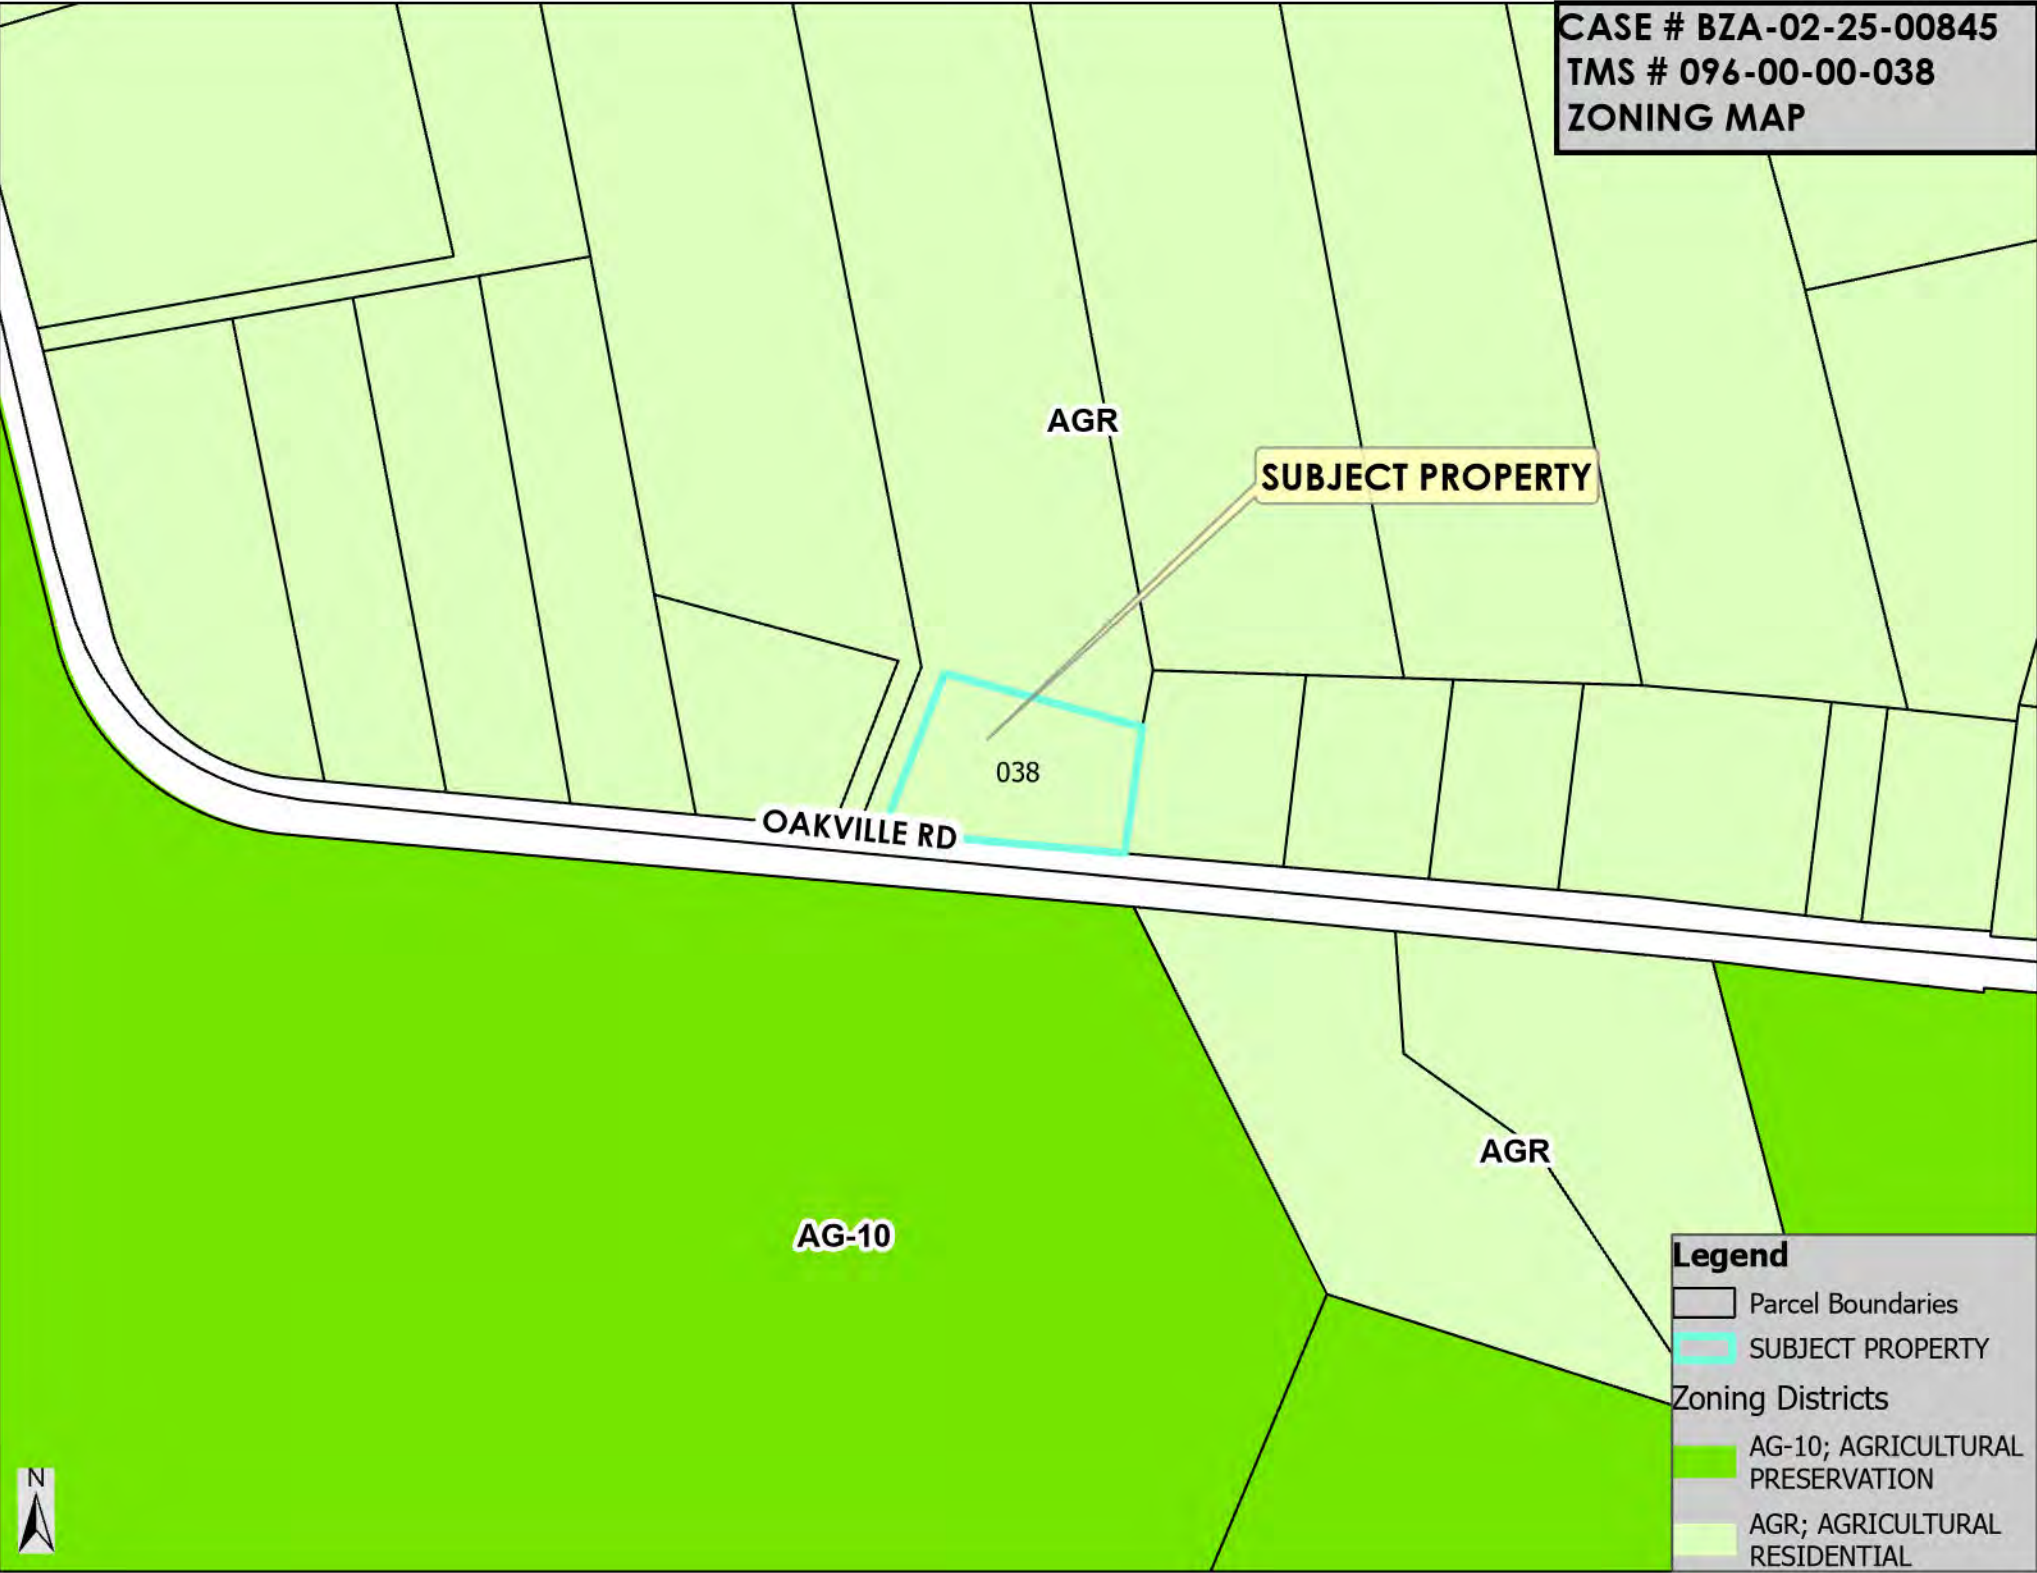 CASE # BZA-02-25-00845
TMS # 096-00-00-038
ZONING MAP
AGR
SUBJECT PROPERTY
038
OAKVILLE RD
AGR
AG-10
Legend
Parcel Boundaries
SUBJECT PROPERTY
Zoning Districts
AG-10; AGRICULTURAL
PRESERVATION
AGR; AGRICULTURAL
RESIDENTIAL
N